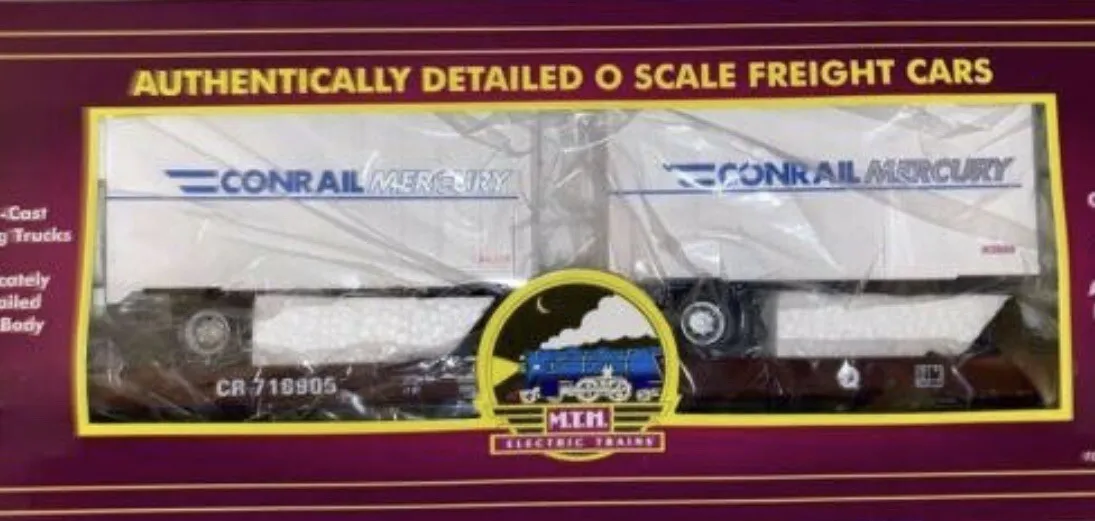 AUTHENTICALLY DETAILED O SCALE FREIGHT CARS
CONRAIL MERCURY
CONRAIL MERCURY
-Cast
g Trucks
cately
ailed
Body
CR 718905
M.T.H.
ELECTRIC TRAINS